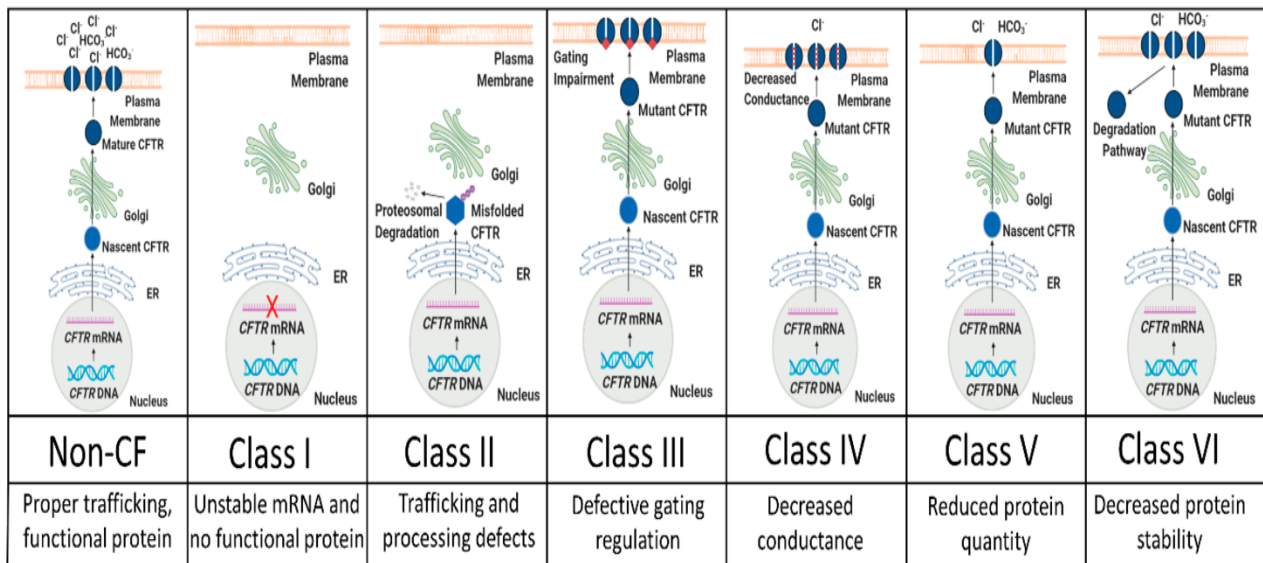 Cl⁻
Cl⁻ Cl⁻
Cl⁻ HCO₃⁻
Cl⁻ Cl⁻ HCO₃⁻
Plasma
Membrane
Mature CFTR
Golgi
Nascent CFTR
ER
CFTR mRNA
CFTR DNA
Nucleus
Non-CF
Proper trafficking,
functional protein
Plasma
Membrane
Golgi
ER
CFTR mRNA
CFTR DNA
Nucleus
Class I
Unstable mRNA and
no functional protein
Plasma
Membrane
Golgi
Proteosomal
Degradation
Misfolded
CFTR
ER
CFTR mRNA
CFTR DNA
Nucleus
Class II
Trafficking and
processing defects
Gating
Impairment
Plasma
Membrane
Mutant CFTR
Golgi
Nascent CFTR
ER
CFTR mRNA
CFTR DNA
Nucleus
Class III
Defective gating
regulation
Cl⁻
Decreased
Conductance
Plasma
Membrane
Mutant CFTR
Golgi
Nascent CFTR
ER
CFTR mRNA
CFTR DNA
Nucleus
Class IV
Decreased
conductance
Cl⁻ HCO₃⁻
Plasma
Membrane
Mutant CFTR
Golgi
Nascent CFTR
ER
CFTR mRNA
CFTR DNA
Nucleus
Class V
Reduced protein
quantity
Cl⁻ HCO₃⁻
Plasma
Membrane
Mutant CFTR
Degradation
Pathway
Golgi
Nascent CFTR
ER
CFTR mRNA
CFTR DNA
Nucleus
Class VI
Decreased protein
stability